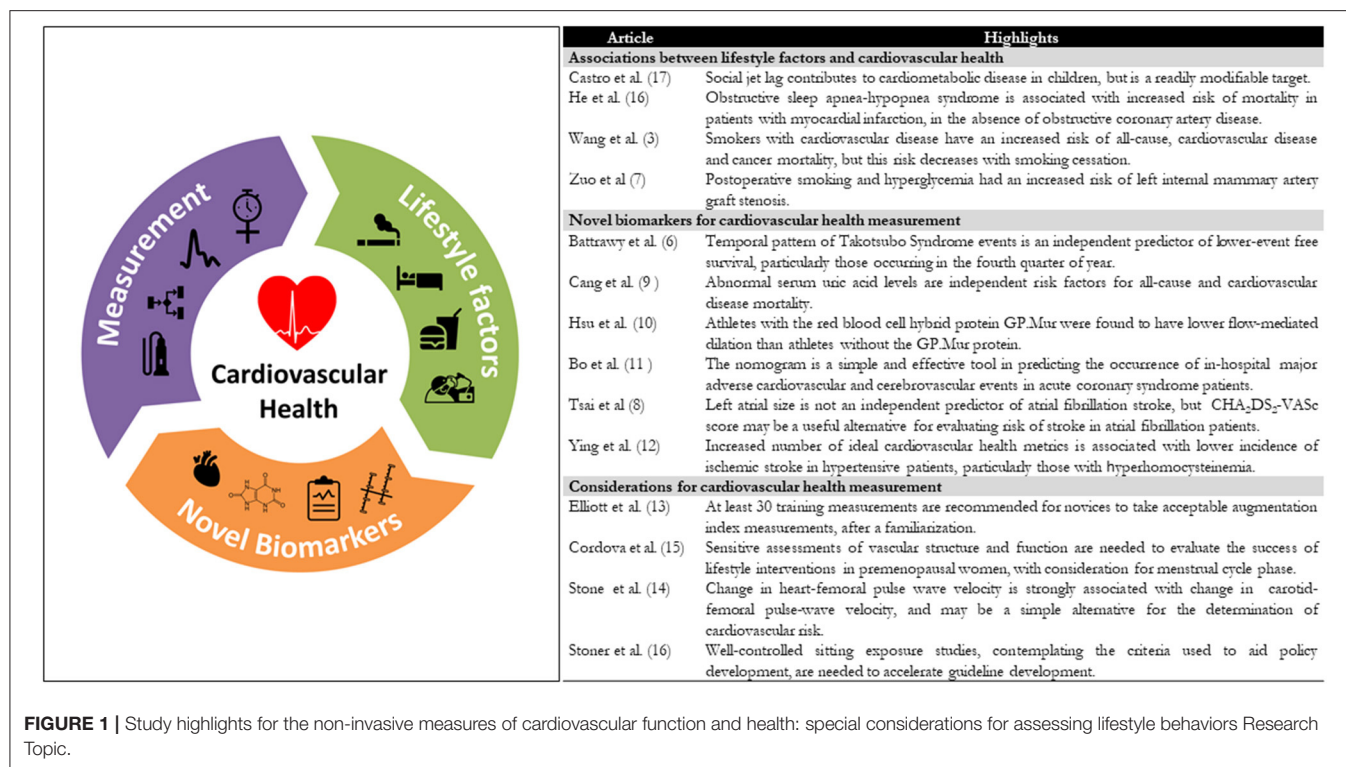 Measurement
Lifestyle factors
Novel Biomarkers
Cardiovascular
Health
Article Highlights
Associations between lifestyle factors and cardiovascular health
Castro et al. (17) Social jet lag contributes to cardiometabolic disease in children, but is a readily modifiable target.
He et al. (16) Obstructive sleep apnea-hypopnea syndrome is associated with increased risk of mortality in
patients with myocardial infarction, in the absence of obstructive coronary artery disease.
Wang et al. (3) Smokers with cardiovascular disease have an increased risk of all-cause, cardiovascular disease
and cancer mortality, but this risk decreases with smoking cessation.
Zuo et al (7) Postoperative smoking and hyperglycemia had an increased risk of left internal mammary artery
graft stenosis.
Novel biomarkers for cardiovascular health measurement
Battrawy et al. (6) Temporal pattern of Takotsubo Syndrome events is an independent predictor of lower-event free
survival, particularly those occurring in the fourth quarter of year.
Cang et al. (9 ) Abnormal serum uric acid levels are independent risk factors for all-cause and cardiovascular
disease mortality.
Hsu et al. (10) Athletes with the red blood cell hybrid protein GP.Mur were found to have lower flow-mediated
dilation than athletes without the GP.Mur protein.
Bo et al. (11 ) The nomogram is a simple and effective tool in predicting the occurrence of in-hospital major
adverse cardiovascular and cerebrovascular events in acute coronary syndrome patients.
Tsai et al (8) Left atrial size is not an independent predictor of atrial fibrillation stroke, but CHA₂DS₂-VASc
score may be a useful alternative for evaluating risk of stroke in atrial fibrillation patients.
Ying et al. (12) Increased number of ideal cardiovascular health metrics is associated with lower incidence of
ischemic stroke in hypertensive patients, particularly those with hyperhomocysteinemia.
Considerations for cardiovascular health measurement
Elliott et al. (13) At least 30 training measurements are recommended for novices to take acceptable augmentation
index measurements, after a familiarization.
Cordova et al. (15) Sensitive assessments of vascular structure and function are needed to evaluate the success of
lifestyle interventions in premenopausal women, with consideration for menstrual cycle phase.
Stone et al. (14) Change in heart-femoral pulse wave velocity is strongly associated with change in carotid-
femoral pulse-wave velocity, and may be a simple alternative for the determination of
cardiovascular risk.
Stoner et al. (16) Well-controlled sitting exposure studies, contemplating the criteria used to aid policy
development, are needed to accelerate guideline development.
FIGURE 1 | Study highlights for the non-invasive measures of cardiovascular function and health: special considerations for assessing lifestyle behaviors Research
Topic.